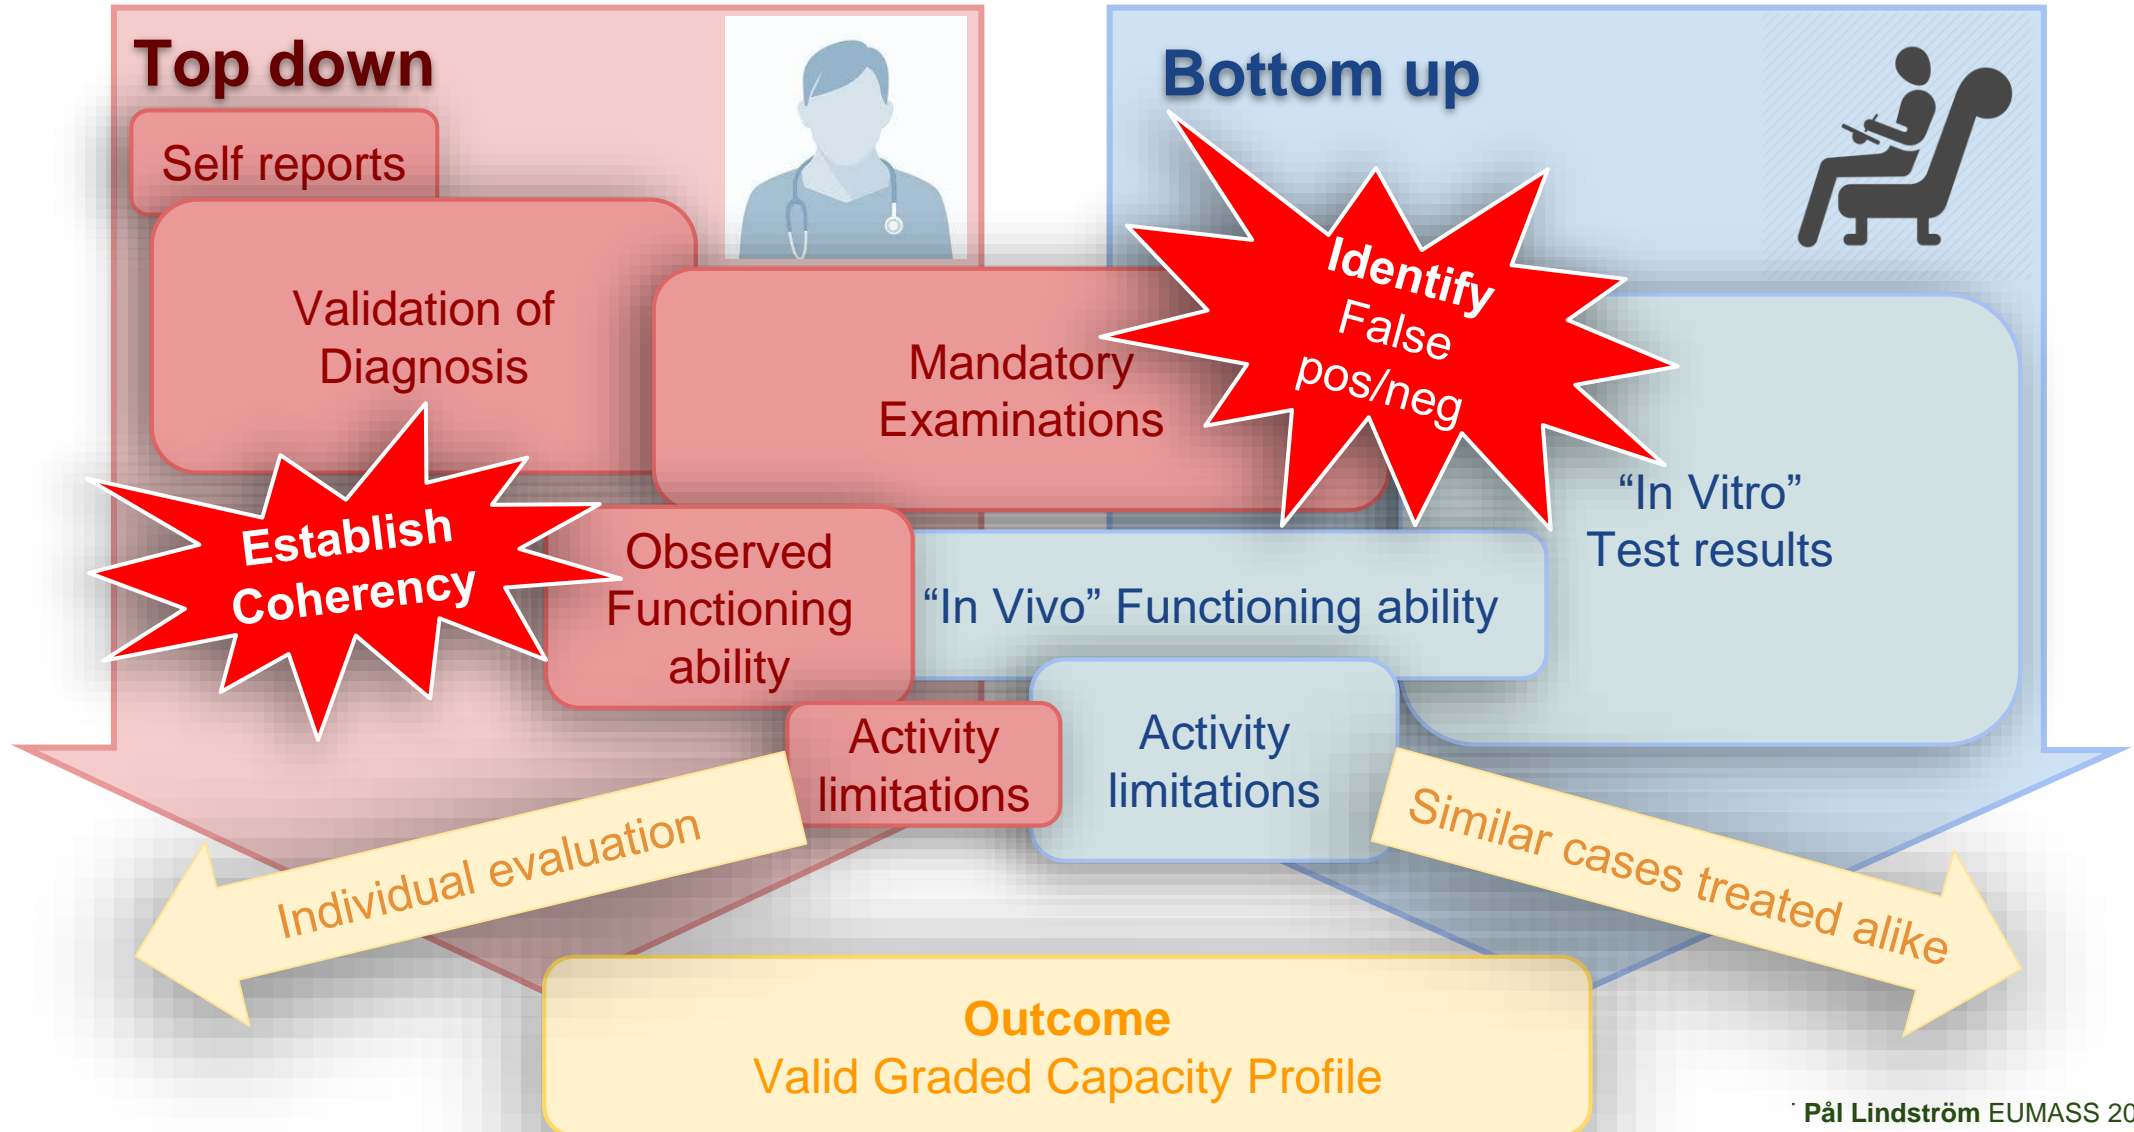 Top down
Self reports
Validation of
Diagnosis
Mandatory
Examinations
Establish
Coherency
Observed
Functioning
ability
Activity
limitations
Individual evaluation
Bottom up
Identify
False
pos/neg
“In Vitro”
Test results
“In Vivo” Functioning ability
Activity
limitations
Similar cases treated alike
Outcome
Valid Graded Capacity Profile
Pål Lindström EUMASS 20